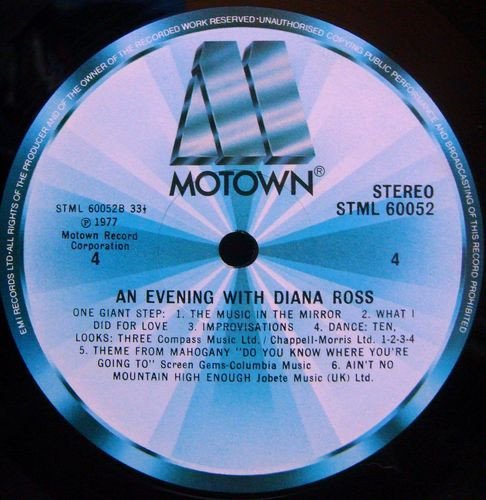 EMI RECORDS LTD·ALL RIGHTS OF THE PRODUCER AND OF THE OWNER OF THE RECORDED WORK RESERVED·UNAUTHORISED COPYING PUBLIC PERFORMANCE AND BROADCASTING OF THIS RECORD PROHIBITED
MOTOWN®
STML 60052B 33⅓
℗ 1977
Motown Record
Corporation
4
STEREO
STML 60052
4
AN EVENING WITH DIANA ROSS
ONE GIANT STEP: 1. THE MUSIC IN THE MIRROR 2. WHAT I
DID FOR LOVE 3. IMPROVISATIONS 4. DANCE: TEN,
LOOKS: THREE Compass Music Ltd./Chappell-Morris Ltd. 1-2-3-4
5. THEME FROM MAHOGANY "DO YOU KNOW WHERE YOU'RE
GOING TO" Screen Gems-Columbia Music 6. AIN'T NO
MOUNTAIN HIGH ENOUGH Jobete Music (UK) Ltd.